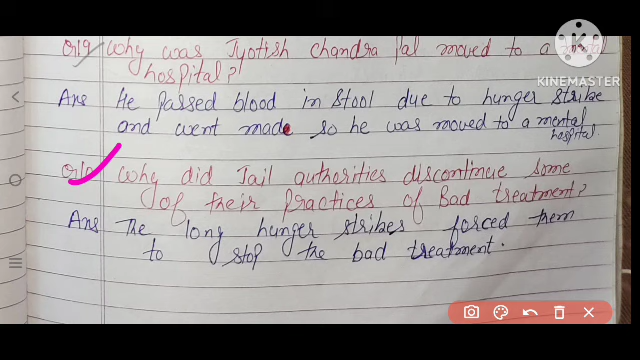 Q19 Why was Jyotish Chandra Pal moved to a mental
hospital?
Ans He passed blood in stool due to hunger strike
and went made so he was moved to a mental
hospital.
Why did Jail authorities discontinue some
of their practices of Bad treatment?
Ans The long hunger strikes forced them
to stop the bad treatment.
KINEMASTER